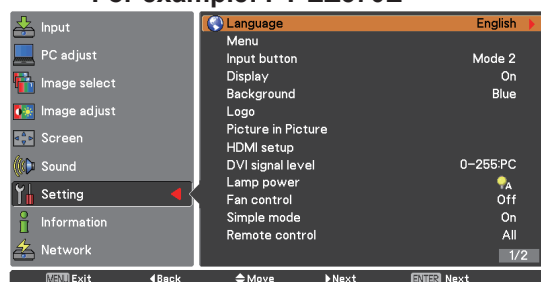 Input
PC adjust
Image select
Image adjust
Screen
Sound
Setting
Information
Network
Language English
Menu
Input button Mode 2
Display On
Background Blue
Logo
Picture in Picture
HDMI setup
DVI signal level 0-255:PC
Lamp power A
Fan control Off
Simple mode On
Remote control All
1/2
MENU Exit Back Move Next ENTER Next